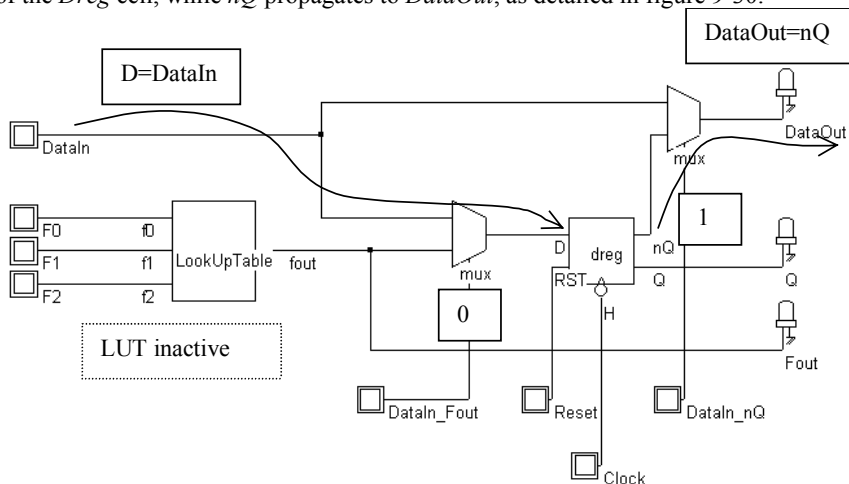 of the Dreg cell, while nQ propagates to DataOut, as detailed in figure 9-30.
DataOut=nQ
D=DataIn
DataIn
DataOut
mux
F0 f0
F1 f1
F2 f2
LookUpTable
fout
mux
D
nQ
dreg
RST
Q
H
1
Q
0
LUT inactive
Fout
DataIn_Fout
Reset
DataIn_nQ
Clock